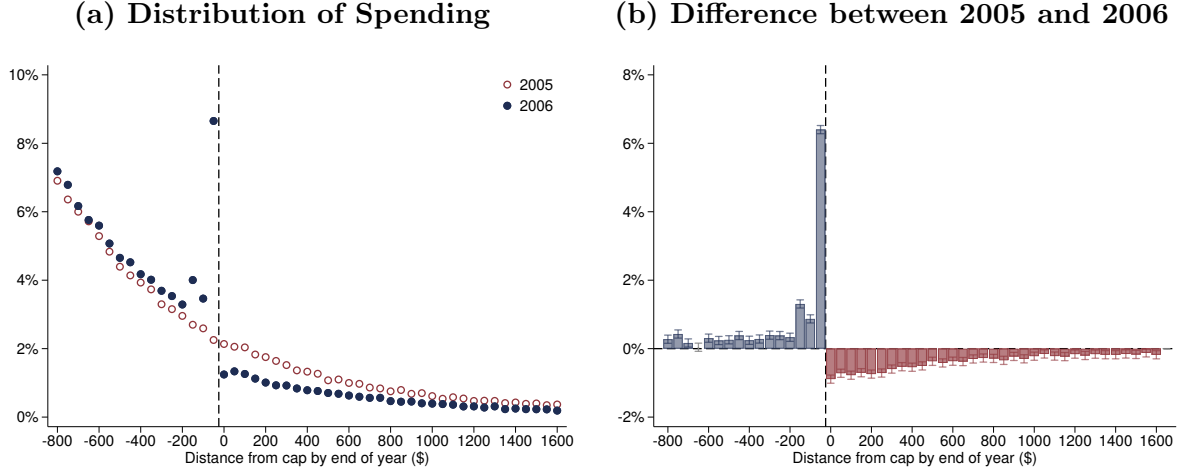 (a) Distribution of Spending
10%
8%
6%
4%
2%
0%
2005
2006
-800 -600 -400 -200 0 200 400 600 800 1000 1200 1400 1600
Distance from cap by end of year ($)
(b) Difference between 2005 and 2006
8%
6%
4%
2%
0%
-2%
-800 -600 -400 -200 0 200 400 600 800 1000 1200 1400 1600
Distance from cap by end of year ($)